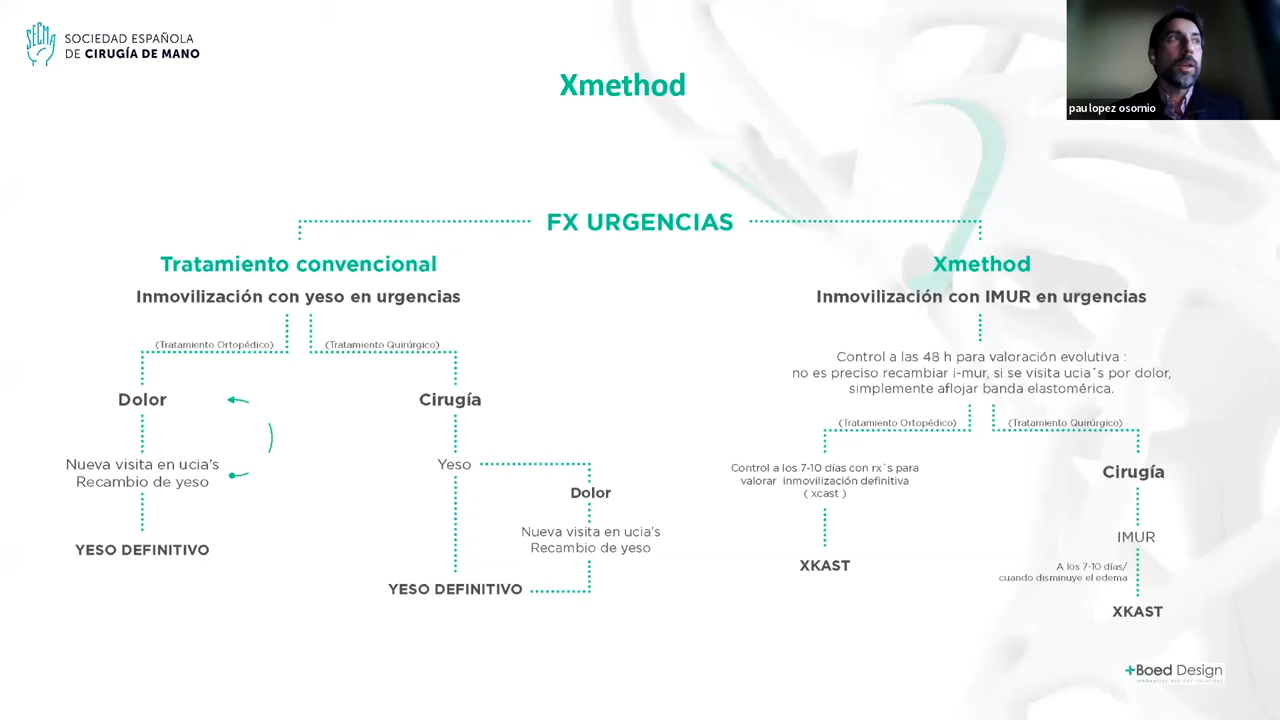 SECMA
SOCIEDAD ESPAÑOLA
DE CIRUGÍA DE MANO
Xmethod
pau lopez osornio
FX URGENCIAS
Tratamiento convencional
Inmovilización con yeso en urgencias
(Tratamiento Ortopédico)
(Tratamiento Quirúrgico)
Dolor
Cirugía
Nueva visita en ucia's
Recambio de yeso
Yeso
Dolor
Nueva visita en ucia's
Recambio de yeso
YESO DEFINITIVO
YESO DEFINITIVO
Xmethod
Inmovilización con IMUR en urgencias
Control a las 48 h para valoración evolutiva :
no es preciso recambiar i-mur, si se visita ucia´s por dolor,
simplemente aflojar banda elastomérica.
(Tratamiento Ortopédico)
(Tratamiento Quirúrgico)
Control a los 7-10 días con rx´s para
valorar inmovilización definitiva
( xcast )
Cirugía
IMUR
XKAST
A los 7-10 días/
cuando disminuye el edema
XKAST
+Boed Design